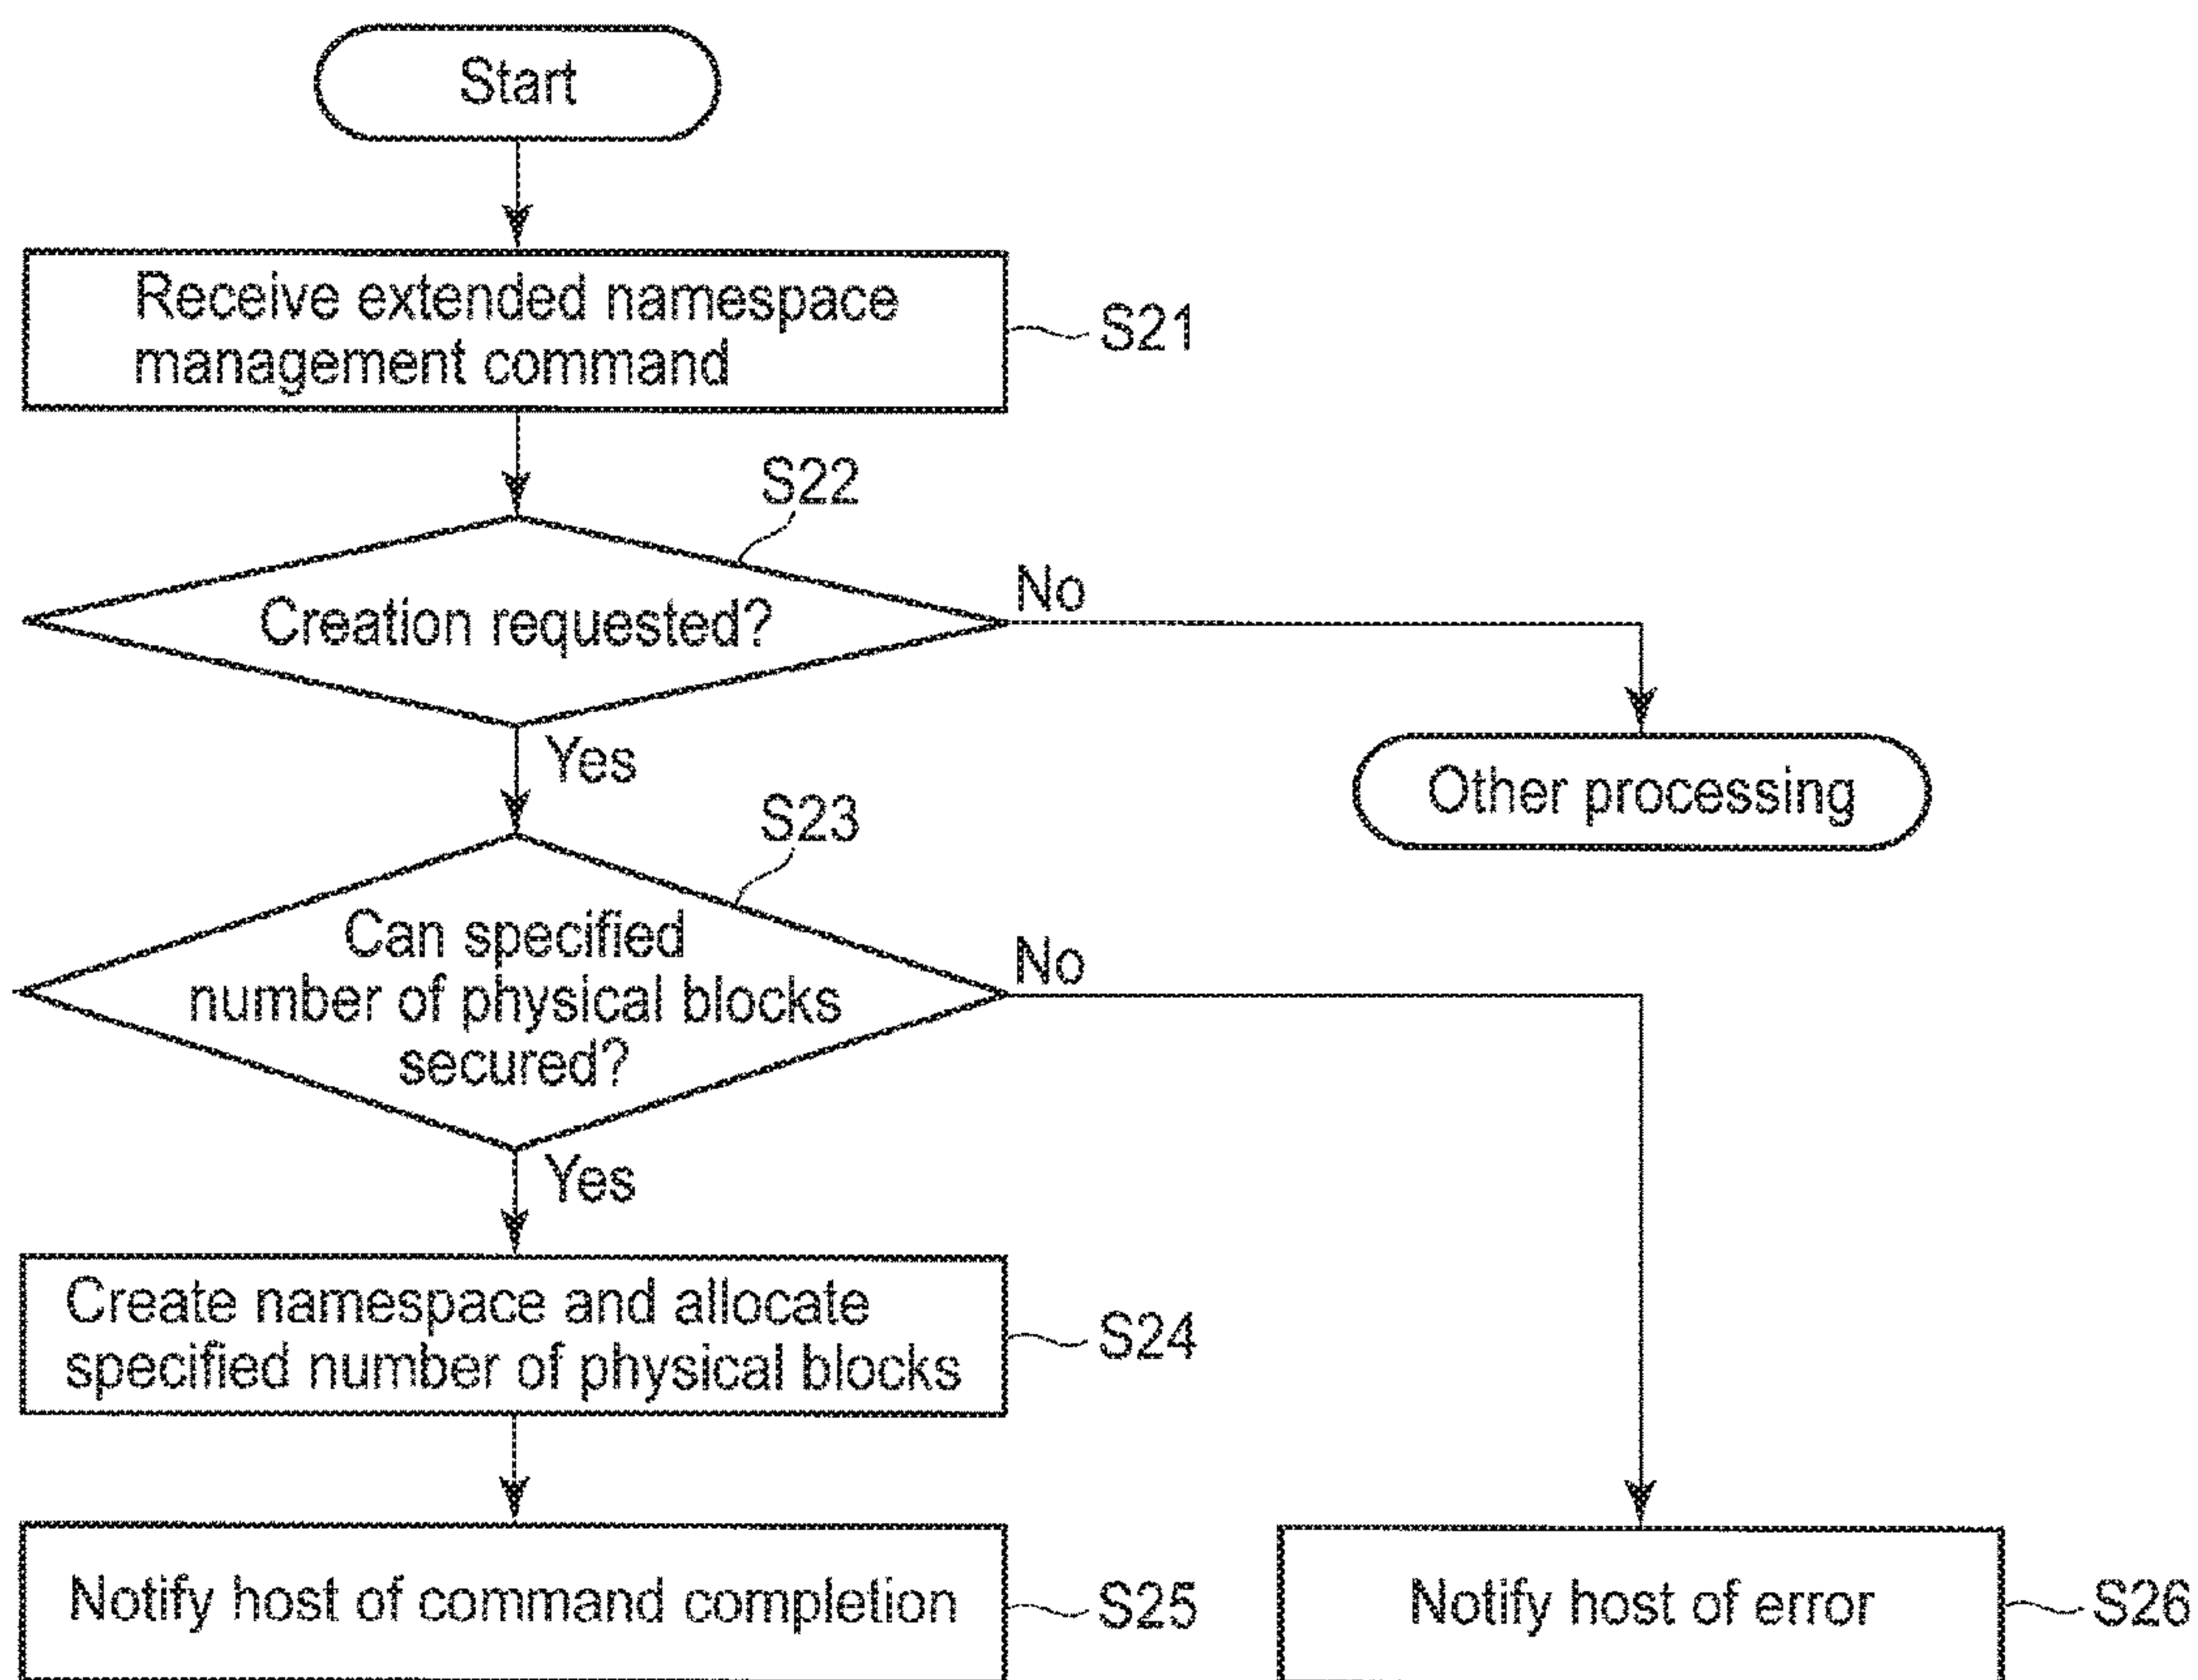 Start
Receive extended namespace
management command
S21
S22
Creation requested?
No
Yes
Other processing
S23
Can specified
number of physical blocks
secured?
No
Yes
Create namespace and allocate
specified number of physical blocks
S24
Notify host of command completion
S25
Notify host of error
S26